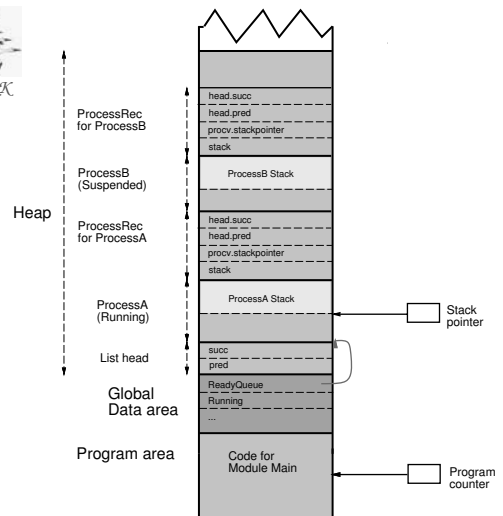 K
head.succ
head.pred
procv.stackpointer
stack
ProcessRec
for ProcessB
ProcessB Stack
ProcessB
(Suspended)
Heap
head.succ
head.pred
procv.stackpointer
stack
ProcessRec
for ProcessA
ProcessA Stack
ProcessA
(Running)
Stack
pointer
List head
succ
pred
Global
Data area
ReadyQueue
Running
...
Program area
Code for
Module Main
Program
counter